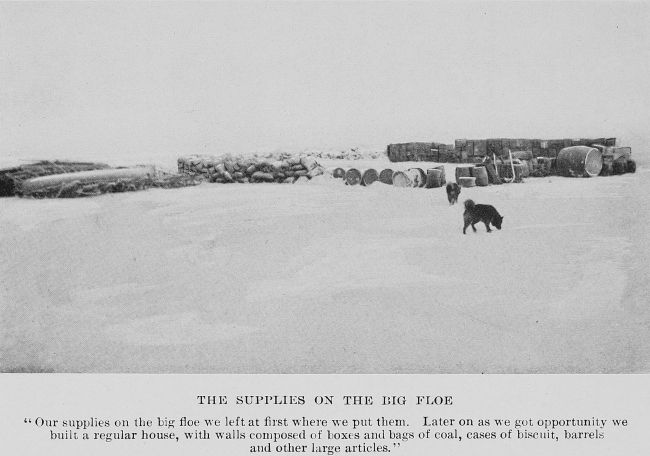 THE SUPPLIES ON THE BIG FLOE
"Our supplies on the big floe we left at first where we put them. Later on as we got opportunity we
built a regular house, with walls composed of boxes and bags of coal, cases of biscuit, barrels
and other large articles."